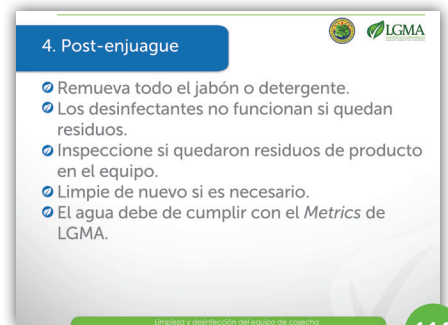 LGMA
4. Post-enjuague
Remueva todo el jabón o detergente.
Los desinfectantes no funcionan si quedan
residuos.
Inspeccione si quedaron residuos de producto
en el equipo.
Limpie de nuevo si es necesario.
El agua debe de cumplir con el Metrics de
LGMA.
Limpieza y desinfección del equipo de cosecha